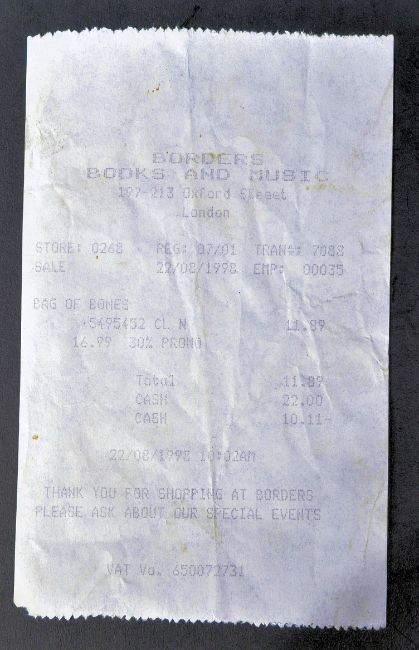 BORDERS
BOOKS AND MUSIC
197-213 Oxford Street
London
STORE: 0268 REG: 07/01 TRAN#: 7088
SALE 22/08/1998 EMP: 00035
BAG OF BONES
5495452 CL N 11.89
16.99 30% PROMO
Total 11.89
CASH 22.00
CASH 10.11-
22/08/1998 10:02AM
THANK YOU FOR SHOPPING AT BORDERS
PLEASE ASK ABOUT OUR SPECIAL EVENTS
VAT 650072731